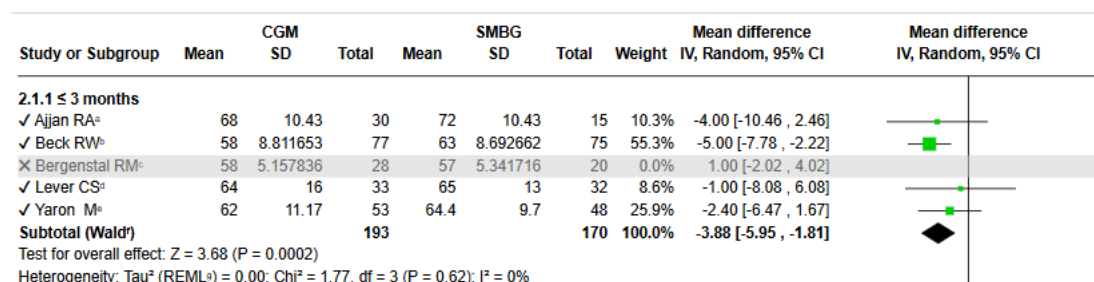 CGM SMBG Mean difference Mean difference
Study or Subgroup Mean SD Total Mean SD Total Weight IV, Random, 95% CI IV, Random, 95% CI
2.1.1 ≤ 3 months
✓ Ajjan RAᵃ 68 10.43 30 72 10.43 15 10.3% -4.00 [-10.46 , 2.46]
✓ Beck RWᵇ 58 8.811653 77 63 8.692662 75 55.3% -5.00 [-7.78 , -2.22]
✕ Bergenstal RMᶜ 58 5.157836 28 57 5.341716 20 0.0% 1.00 [-2.02 , 4.02]
✓ Lever CSᵈ 64 16 33 65 13 32 8.6% -1.00 [-8.08 , 6.08]
✓ Yaron Mᵉ 62 11.17 53 64.4 9.7 48 25.9% -2.40 [-6.47 , 1.67]
Subtotal (Waldᶠ) 193 170 100.0% -3.88 [-5.95 , -1.81]
Test for overall effect: Z = 3.68 (P = 0.0002)
Heterogeneity: Tau² (REMLᵍ) = 0.00; Chi² = 1.77, df = 3 (P = 0.62); I² = 0%